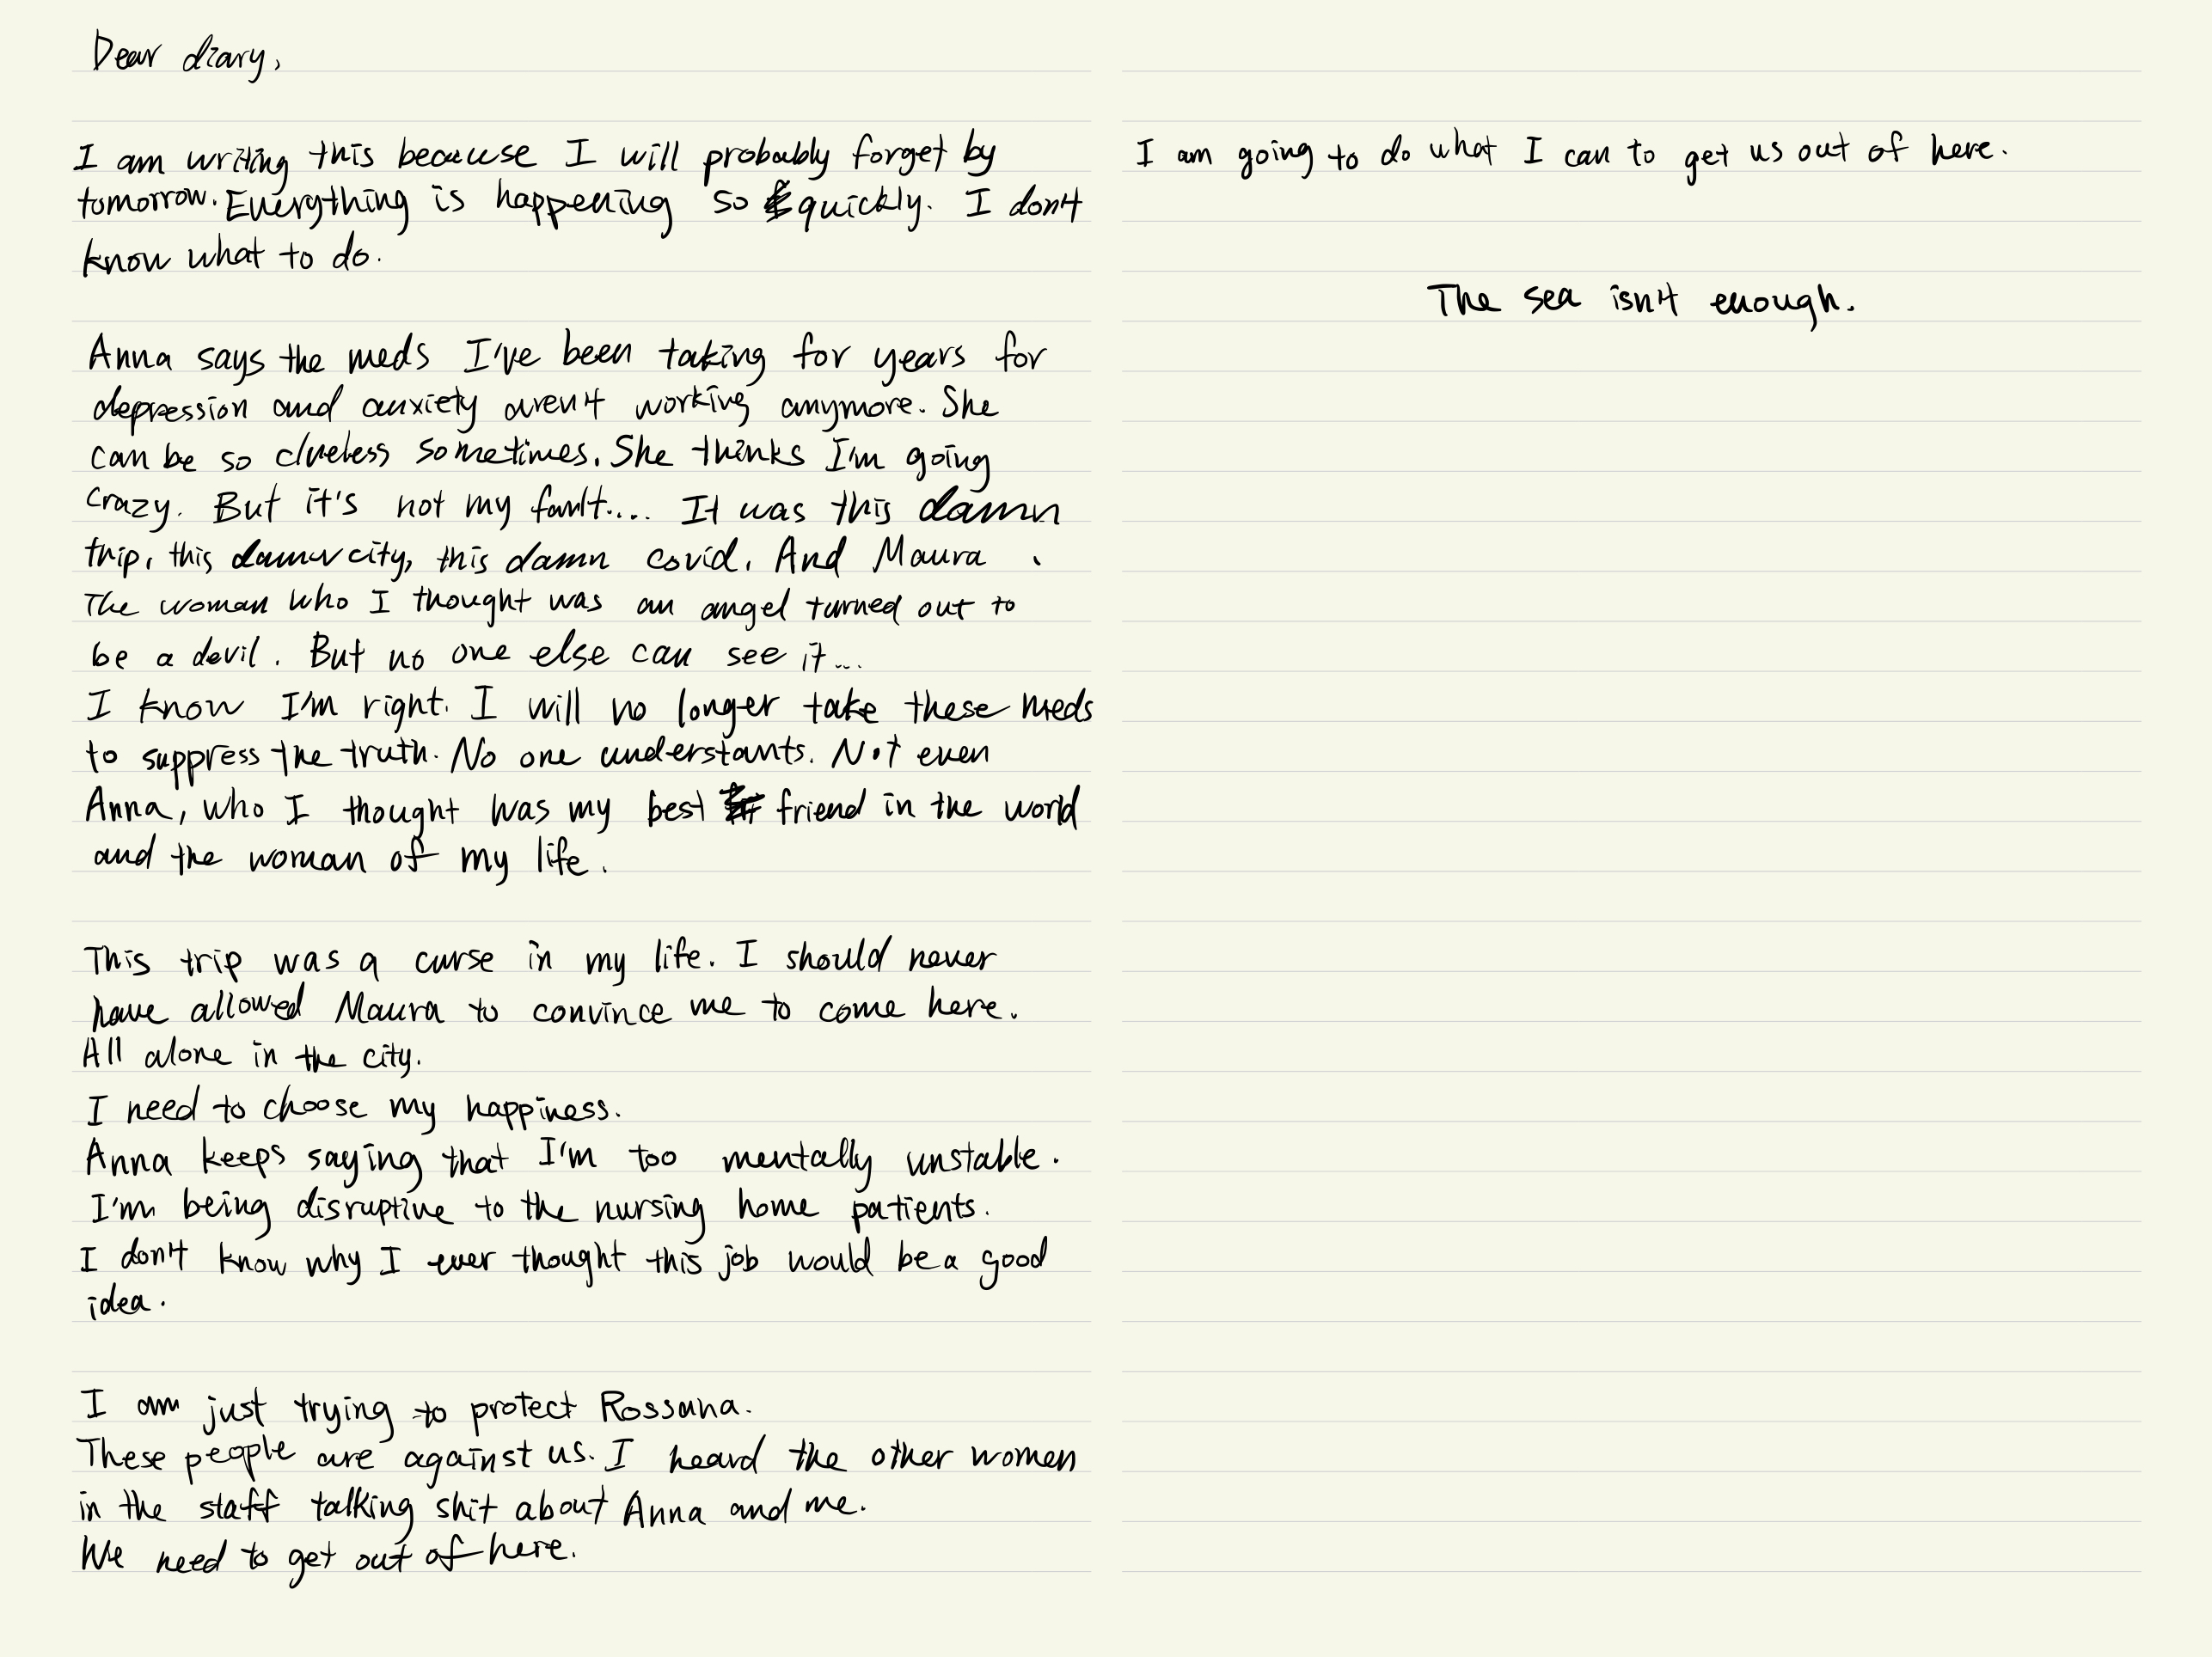 Dear diary,
I am writing this because I will probably forget by
tomorrow. Everything is happening so quickly. I don't
know what to do.
Anna says the meds I've been taking for years for
depression and anxiety aren't working anymore. She
can be so clueless sometimes. She thinks I'm going
crazy. But it's not my fault.... It was this damn
trip, this damn city, this damn covid. And Maura.
The woman who I thought was an angel turned out to
be a devil. But no one else can see it...
I know I'm right. I will no longer take these meds
to suppress the truth. No one understants. Not even
Anna, who I thought was my best friend in the world
and the woman of my life.
This trip was a curse in my life. I should never
have allowed Maura to convince me to come here.
All alone in the city.
I need to choose my happiness.
Anna keeps saying that I'm too mentally unstable.
I'm being disruptive to the nursing home patients.
I don't know why I ever thought this job would be a good
idea.
I am just trying to protect Rossana.
These people are against us. I heard the other women
in the staff talking shit about Anna and me.
We need to get out of here.
I am going to do what I can to get us out of here.
The sea isn't enough.